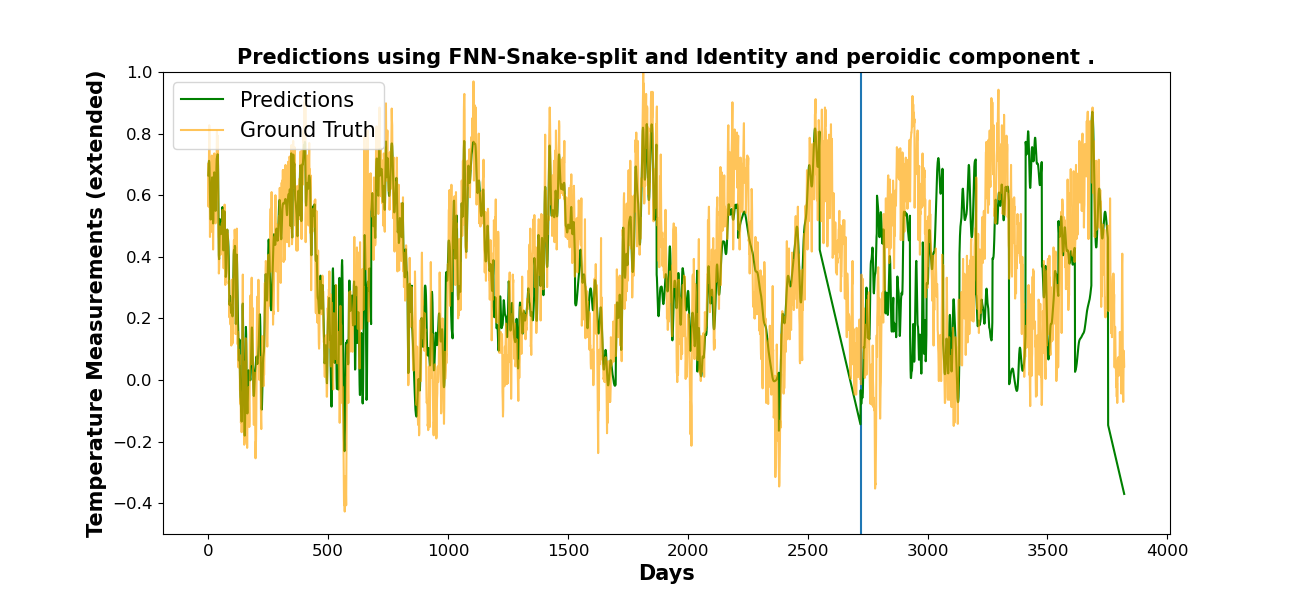 Predictions using FNN-Snake-split and Identity and peroidic component .
Temperature Measurements (extended)
1.0
0.8
0.6
0.4
0.2
0.0
−0.2
−0.4
Predictions
Ground Truth
0 500 1000 1500 2000 2500 3000 3500 4000
Days